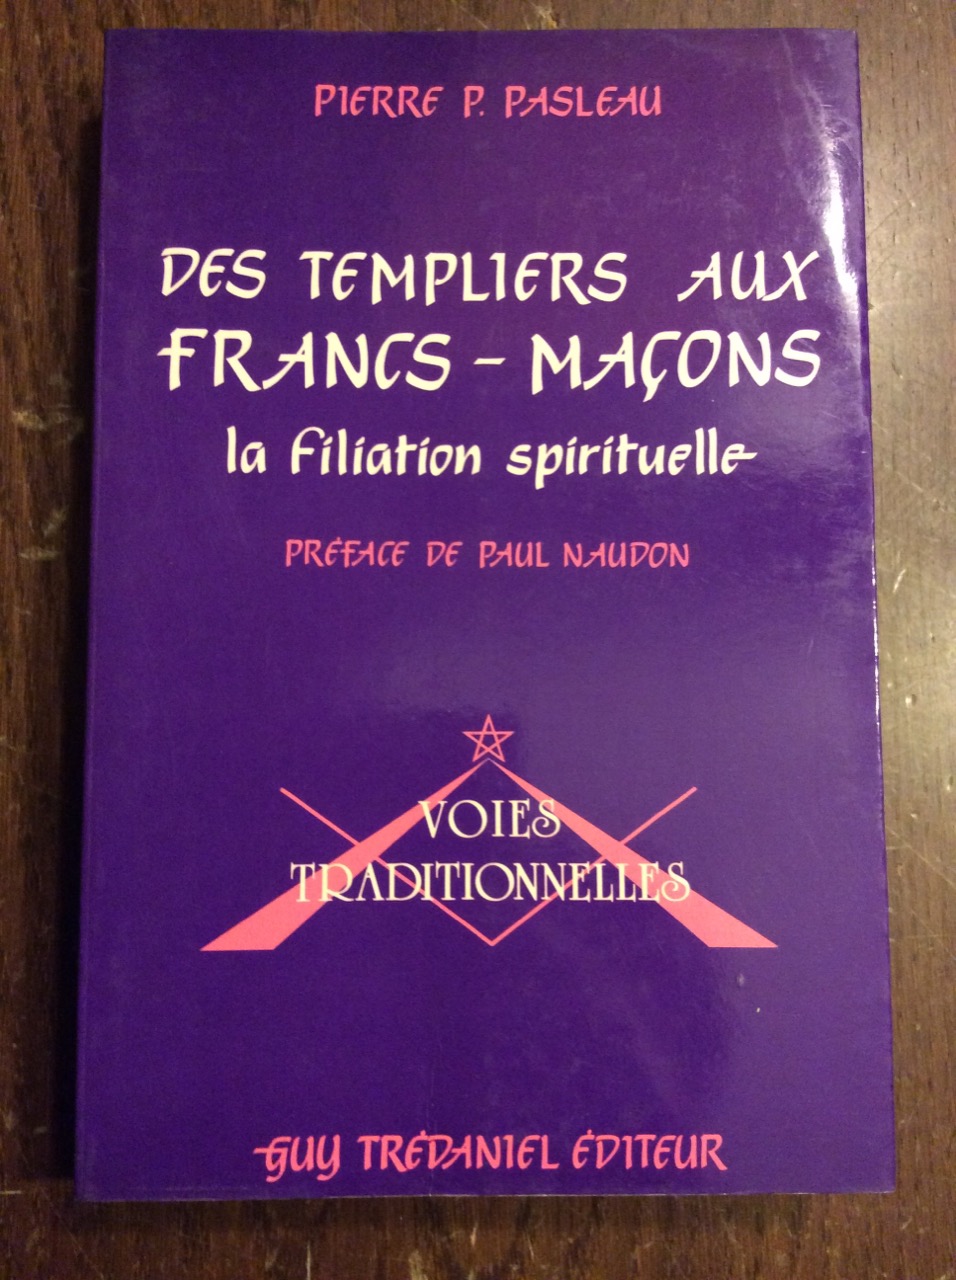 PIERRE P. PASLEAU
DES TEMPLIERS AUX
FRANCS - MAÇONS
la filiation spirituelle
PRÉFACE DE PAUL NAUDON
VOIES
TRADITIONNELLES
GUY TRÉDANIEL ÉDITEUR